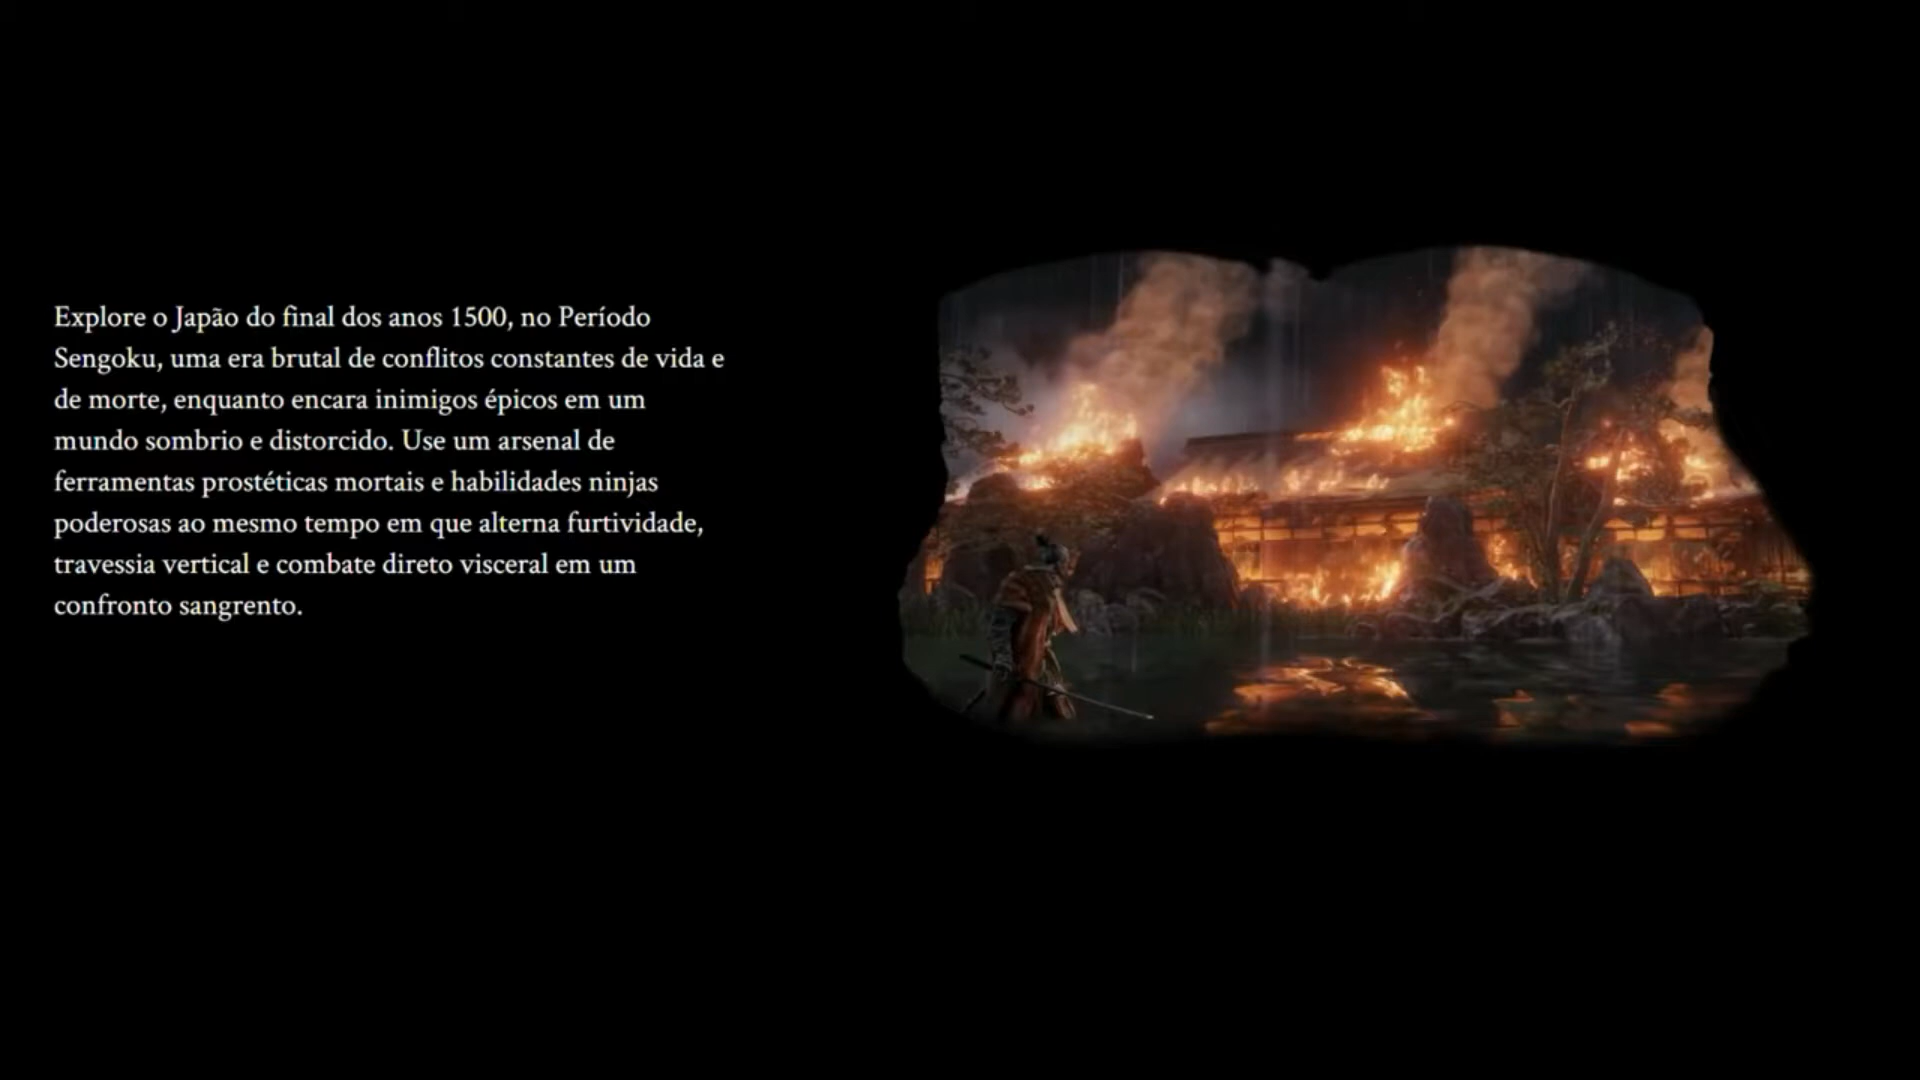 Explore o Japão do final dos anos 1500, no Período
Sengoku, uma era brutal de conflitos constantes de vida e
de morte, enquanto encara inimigos épicos em um
mundo sombrio e distorcido. Use um arsenal de
ferramentas prostéticas mortais e habilidades ninjas
poderosas ao mesmo tempo em que alterna furtividade,
travessia vertical e combate direto visceral em um
confronto sangrento.